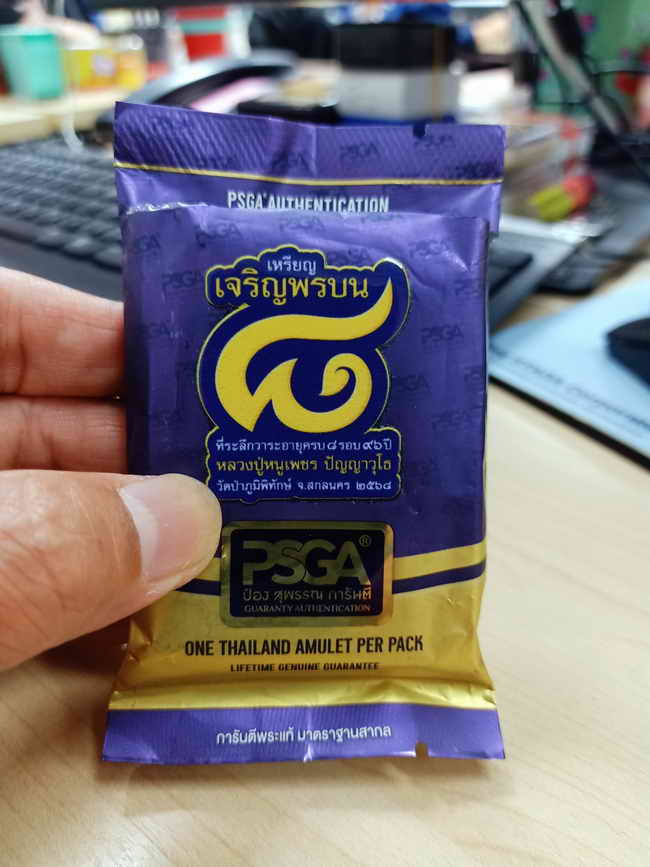 PSGA AUTHENTICATION
เหรียญ
เจริญพรบน
๘
ที่ระลึกวาระอายุครบ ๘ รอบ ๙๖ ปี
หลวงปู่หนูเพชร ปัญญาวุโธ
วัดป่าภูมิพิทักษ์ จ.สกลนคร ๒๕๖๘
PSGA®
ป๋อง สุพรรณ การันตี
GUARANTY AUTHENTICATION
ONE THAILAND AMULET PER PACK
LIFETIME GENUINE GUARANTEE
การันตีพระแท้ มาตราฐานสากล